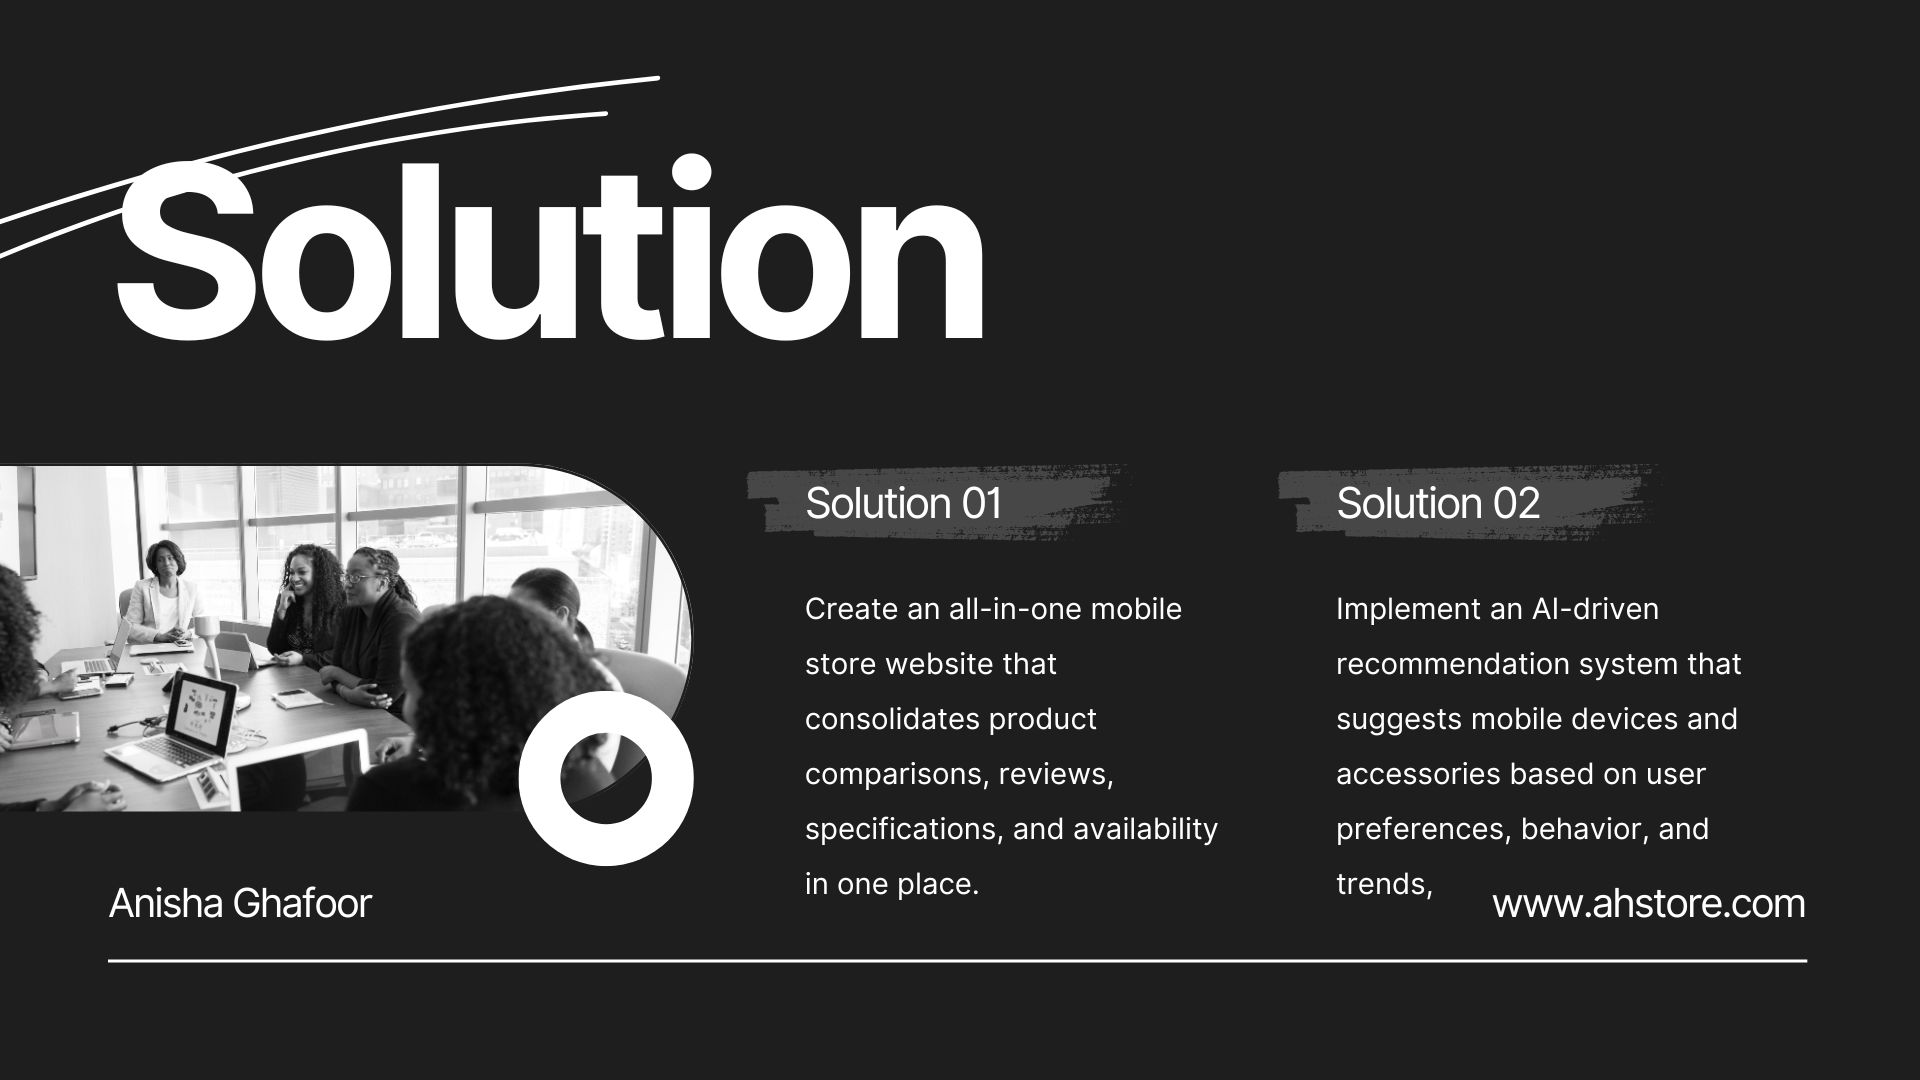 Solution
Solution 01
Create an all-in-one mobile
store website that
consolidates product
comparisons, reviews,
specifications, and availability
in one place.
Solution 02
Implement an AI-driven
recommendation system that
suggests mobile devices and
accessories based on user
preferences, behavior, and
trends,
Anisha Ghafoor
www.ahstore.com